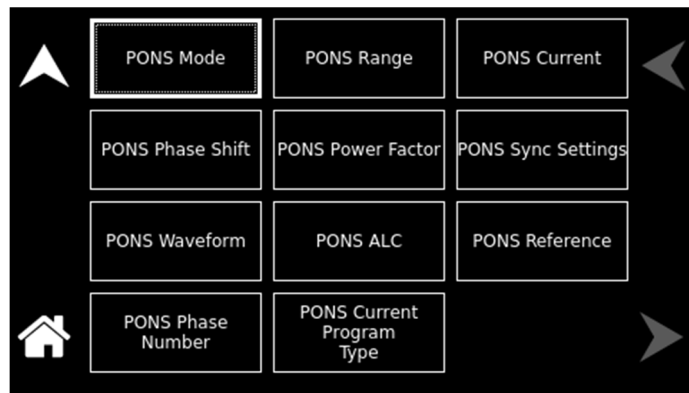 PONS Mode
PONS Range
PONS Current
PONS Phase Shift
PONS Power Factor
PONS Sync Settings
PONS Waveform
PONS ALC
PONS Reference
PONS Phase
Number
PONS Current
Program
Type